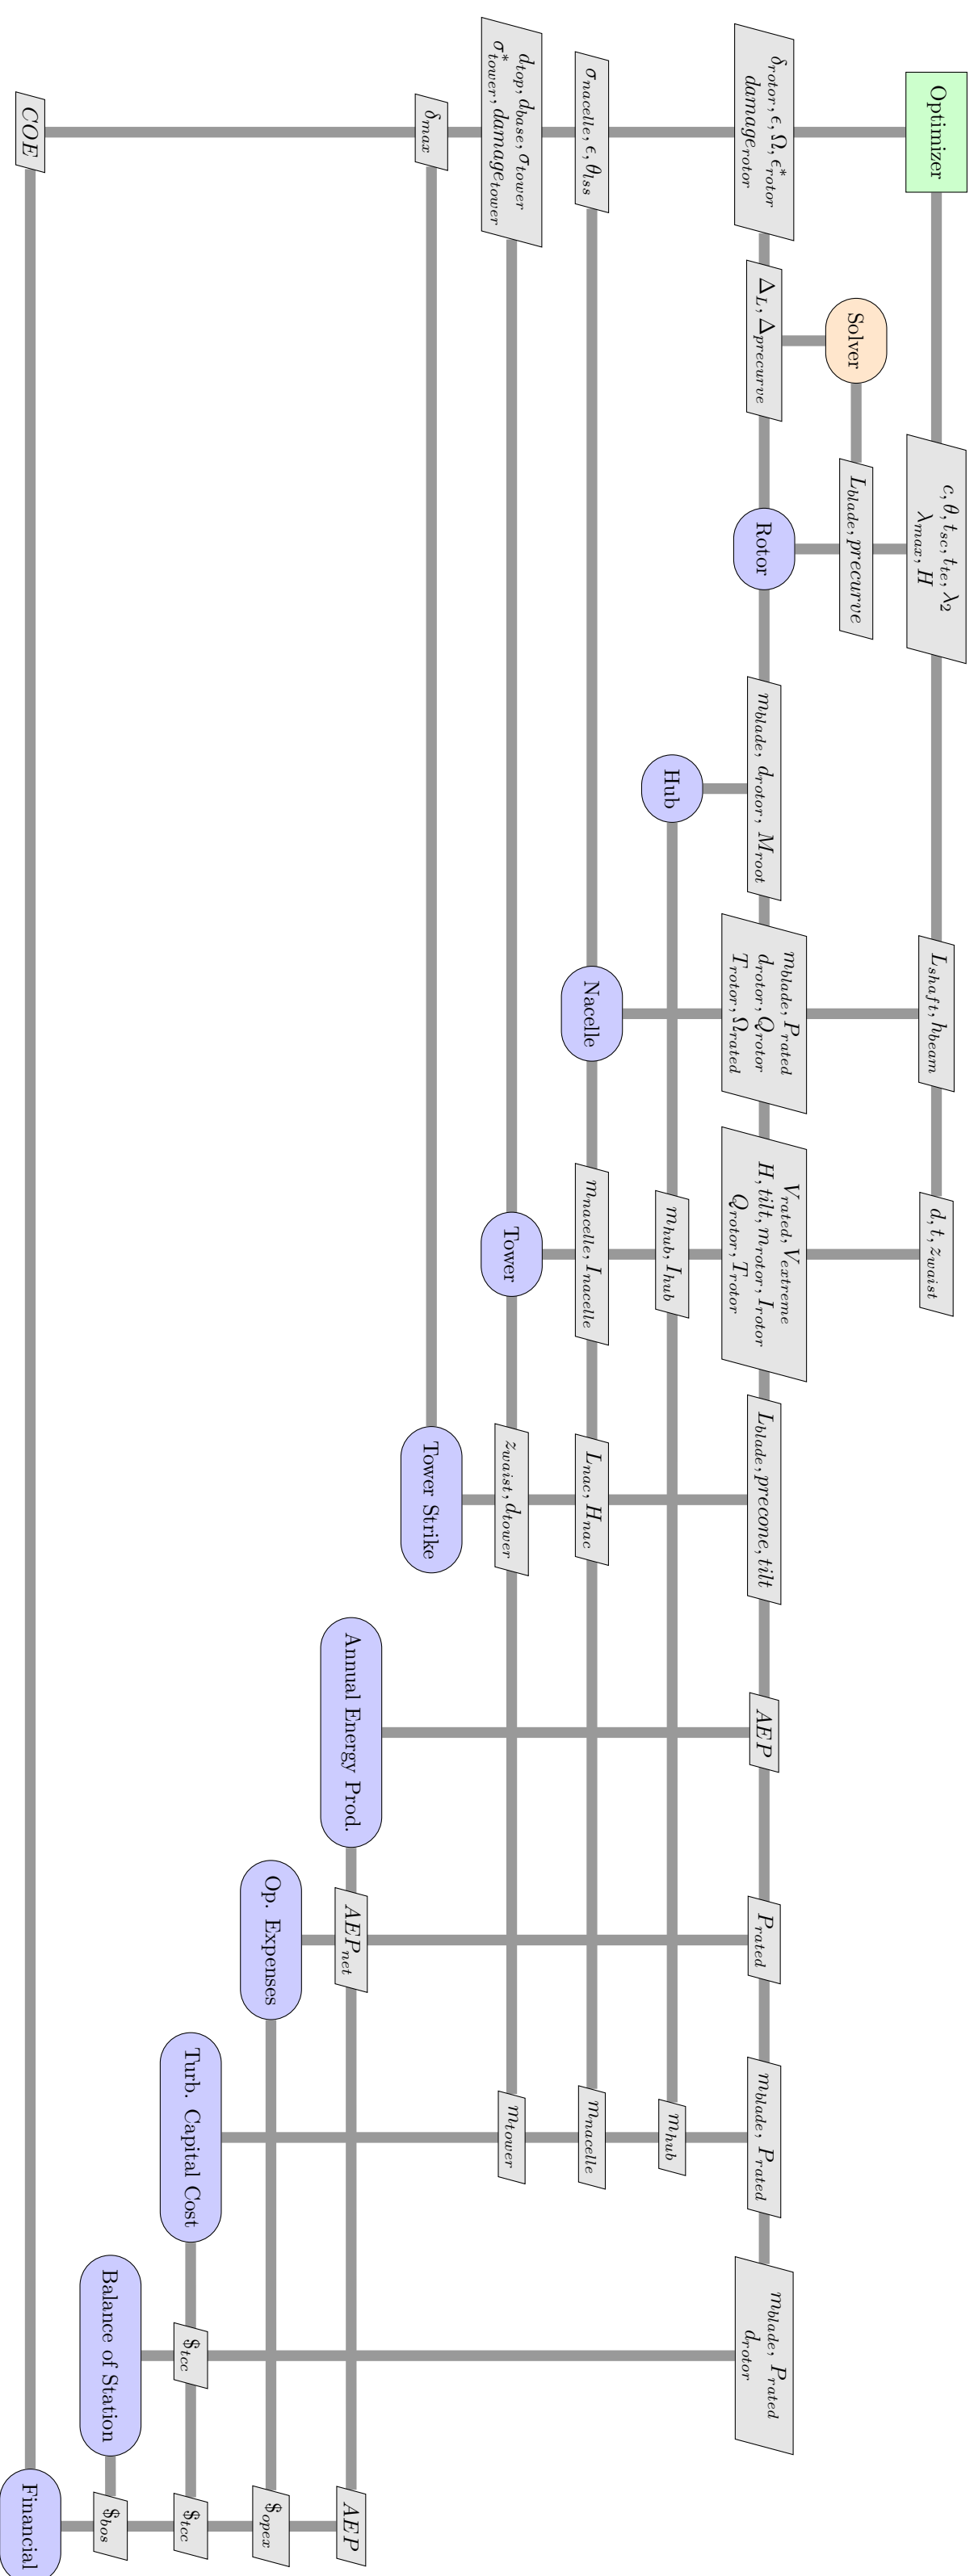 Optimizer
c, θ, t_sc, t_te, λ_2
λ_max, H
L_shaft, h_beam
d, t, z_waist
Solver
L_blade, precurve
δ_rotor, ϵ, Ω, ϵ*_rotor
damage_rotor
Δ_L, Δ_precurve
Rotor
m_blade, d_rotor, M_root
m_blade, P_rated
d_rotor, Q_rotor
T_rotor, Ω_rated
V_rated, V_extreme
H, tilt, m_rotor, I_rotor
Q_rotor, T_rotor
L_blade, precone, tilt
AEP
P_rated
m_blade, P_rated
m_blade, P_rated
d_rotor
Hub
m_hub, I_hub
m_hub
σ_nacelle, ϵ, θ_lss
Nacelle
m_nacelle, I_nacelle
L_nac, H_nac
m_nacelle
d_top, d_base, σ_tower
σ*_tower, damage_tower
Tower
z_waist, d_tower
m_tower
δ_max
Tower Strike
Annual Energy Prod.
AEP_net
AEP
Op. Expenses
$_opex
Turb. Capital Cost
$_tcc
$_tcc
Balance of Station
$_bos
COE
Financial